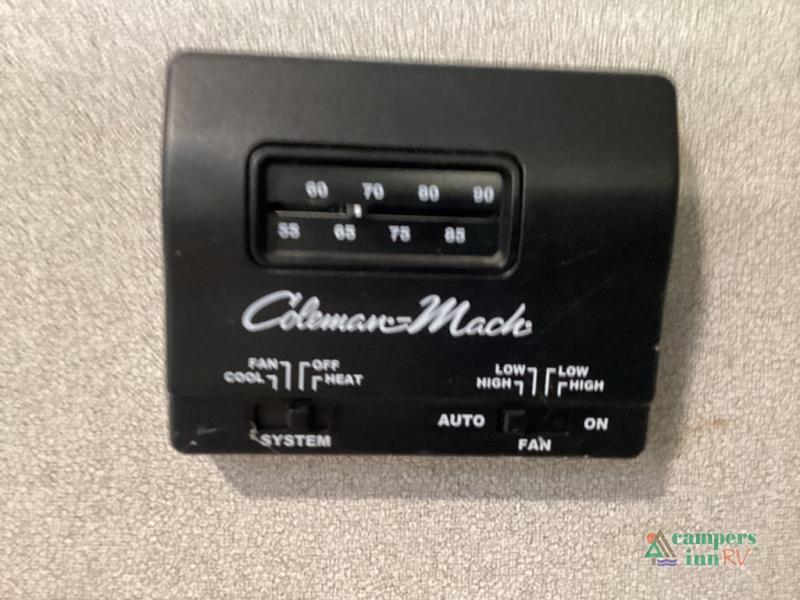 60 70 80 90
55 65 75 85
Coleman-Mach
FAN OFF
COOL HEAT
LOW LOW
HIGH HIGH
AUTO ON
SYSTEM FAN
campers
inn RV